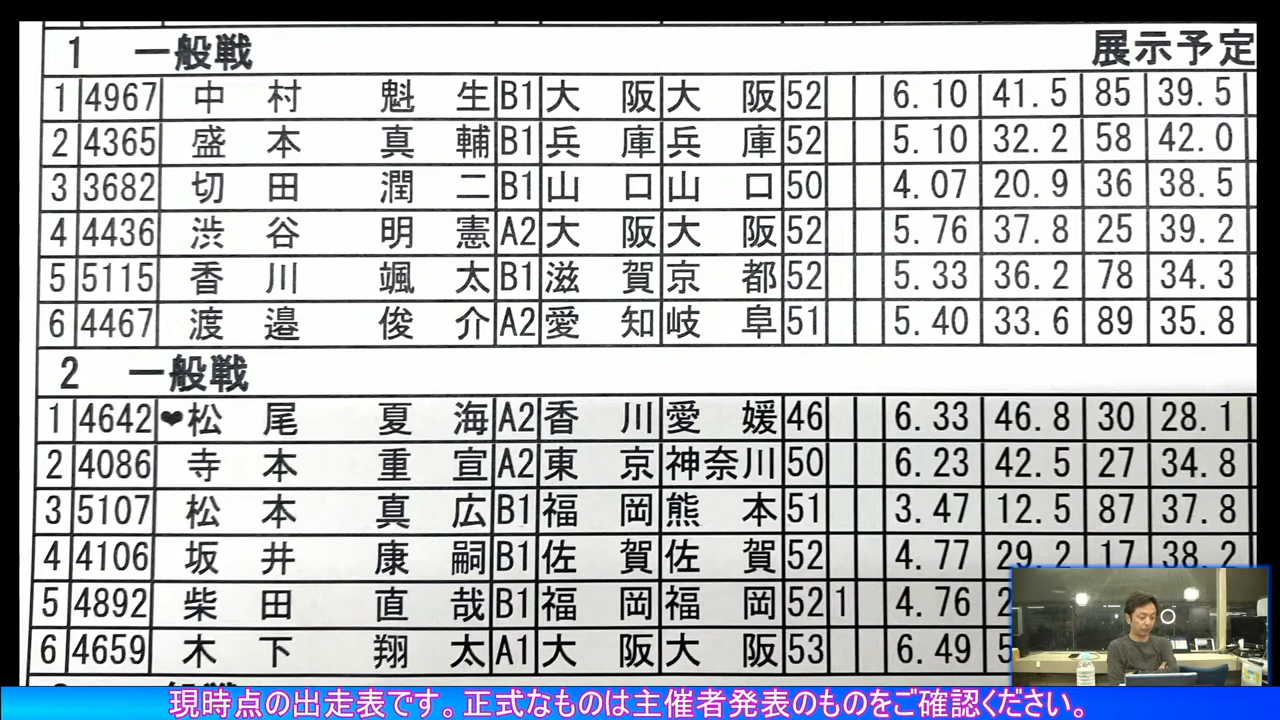 1 一般戦 展示予定
1 4967 中村 魁生 B1 大阪 大阪 52 6.10 41.5 85 39.5
2 4365 盛本 真輔 B1 兵庫 兵庫 52 5.10 32.2 58 42.0
3 3682 切田 潤二 B1 山口 山口 50 4.07 20.9 36 38.5
4 4436 渋谷 明憲 A2 大阪 大阪 52 5.76 37.8 25 39.2
5 5115 香川 颯太 B1 滋賀 京都 52 5.33 36.2 78 34.3
6 4467 渡邉 俊介 A2 愛知 岐阜 51 5.40 33.6 89 35.8
2 一般戦
1 4642 ❤松尾 夏海 A2 香川 愛媛 46 6.33 46.8 30 28.1
2 4086 寺本 重宣 A2 東京 神奈川 50 6.23 42.5 27 34.8
3 5107 松本 真広 B1 福岡 熊本 51 3.47 12.5 87 37.8
4 4106 坂井 康嗣 B1 佐賀 佐賀 52 4.77 29.2 17 38.2
5 4892 柴田 直哉 B1 福岡 福岡 52 1 4.76 2
6 4659 木下 翔太 A1 大阪 大阪 53 6.49 5
現時点の出走表です。正式なものは主催者発表のものをご確認ください。